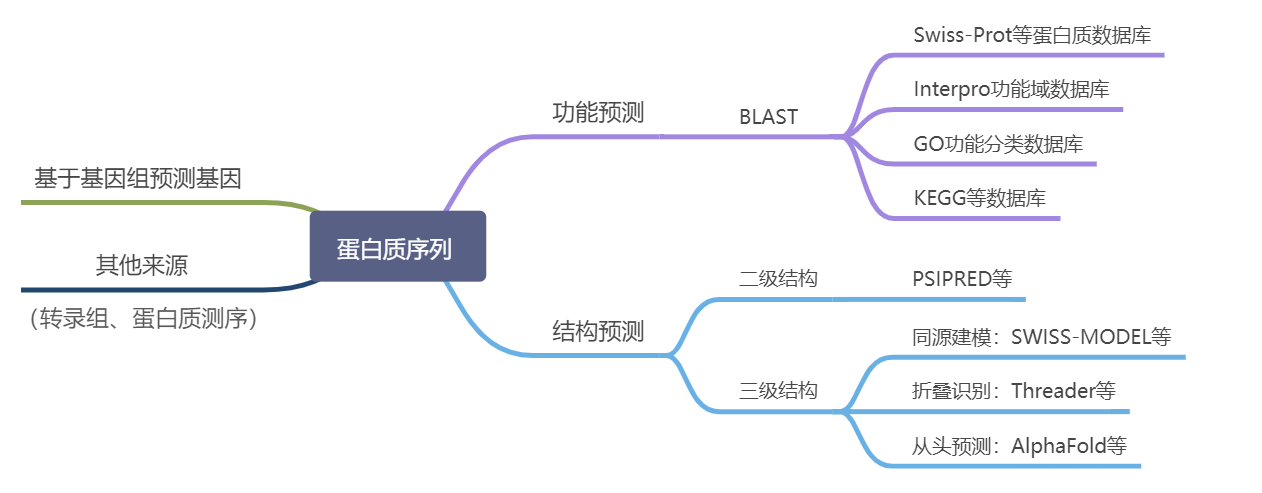 基于基因组预测基因
其他来源
（转录组、蛋白质测序）
蛋白质序列
功能预测
BLAST
Swiss-Prot等蛋白质数据库
Interpro功能域数据库
GO功能分类数据库
KEGG等数据库
结构预测
二级结构
PSIPRED等
三级结构
同源建模：SWISS-MODEL等
折叠识别：Threader等
从头预测：AlphaFold等